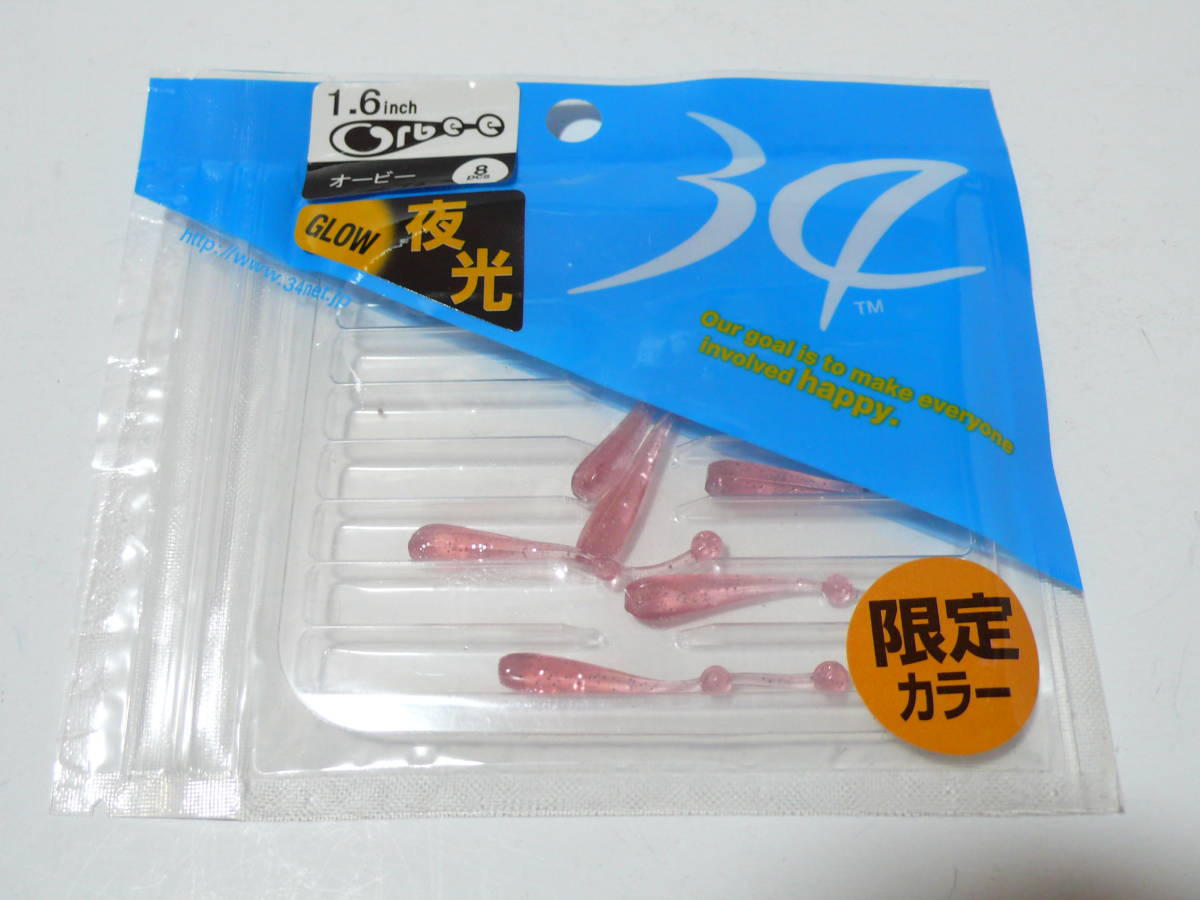 1.6inch
Orbee
オービー
8
pcs
GLOW
夜光
http://www.34net.jp
34
TM
Our goal is to make everyone
involved happy.
限定
カラー